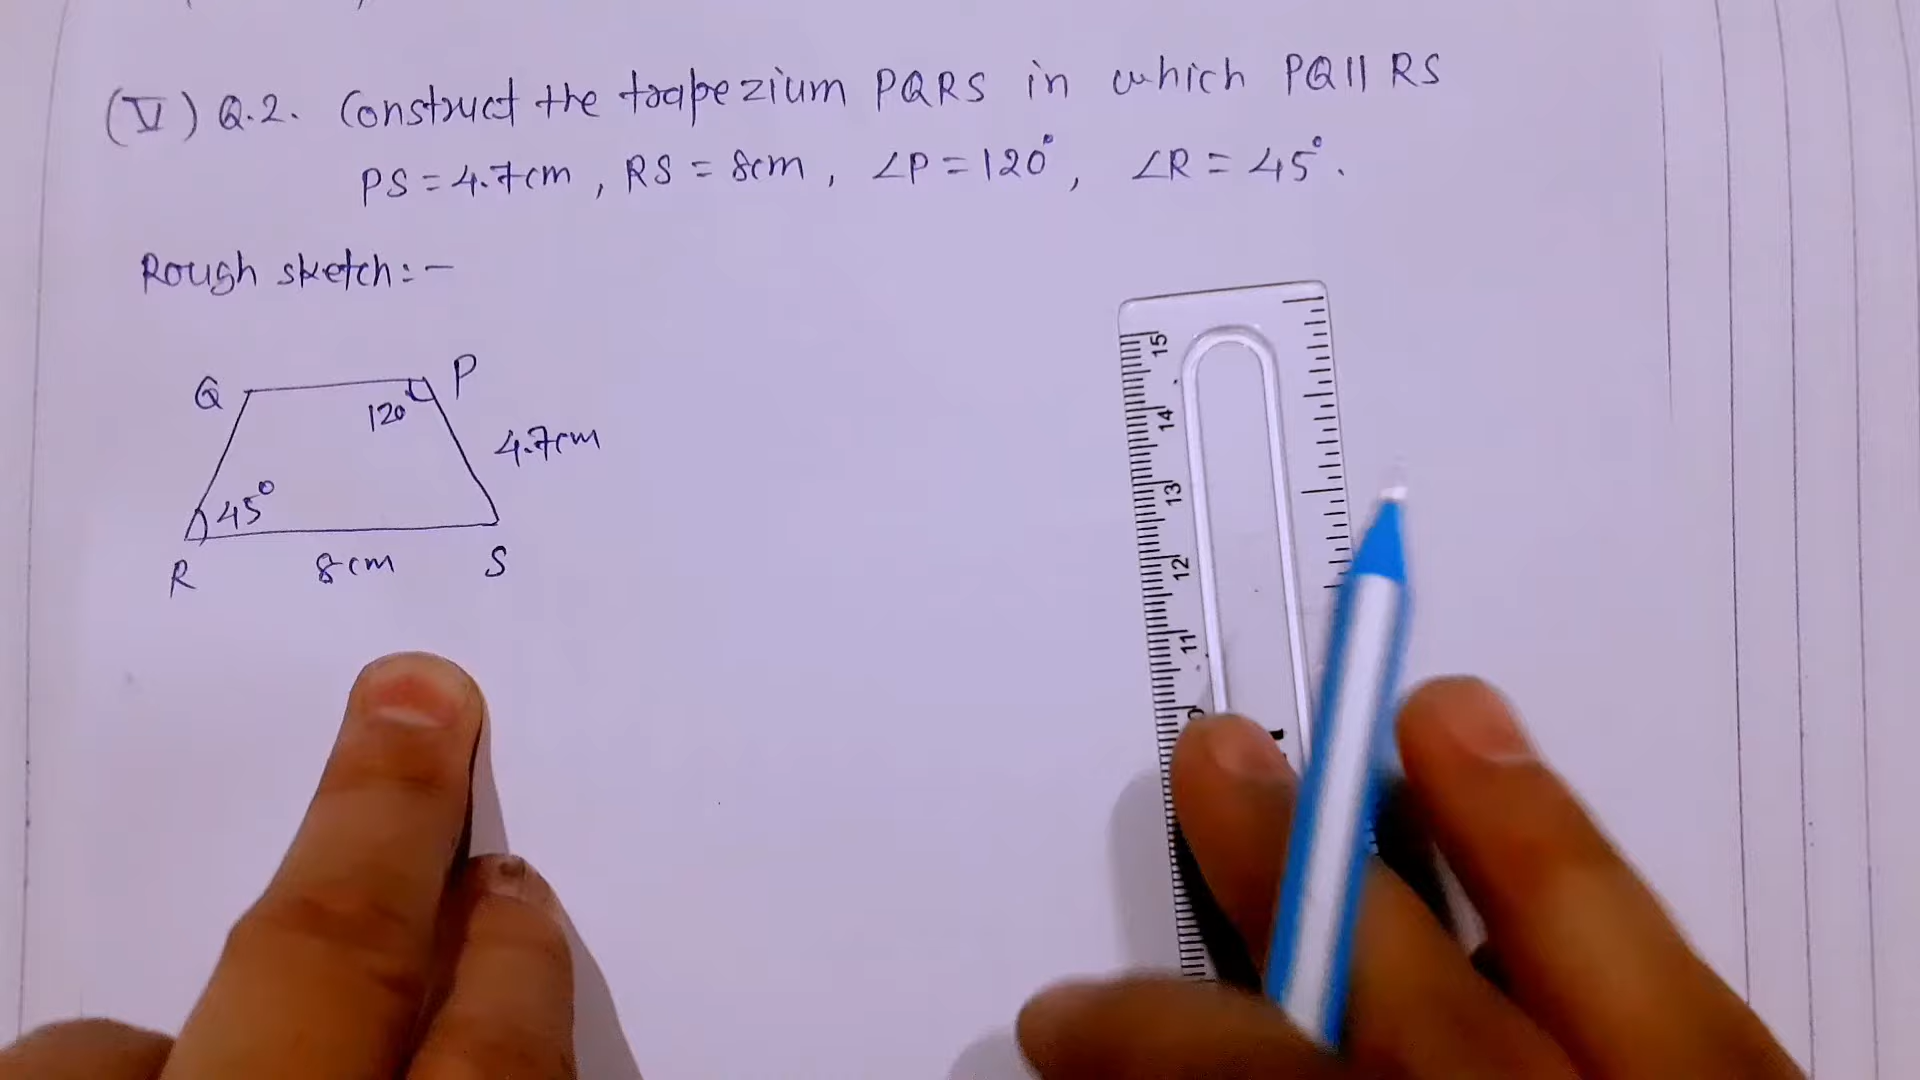 (V) Q.2. Construct the trapezium PQRS in which PQ || RS
PS = 4.7cm, RS = 8cm, ∠P = 120°, ∠R = 45°.
Rough sketch:-
Q P
120
4.7cm
45°
R 8cm S
15
14
13
12
11